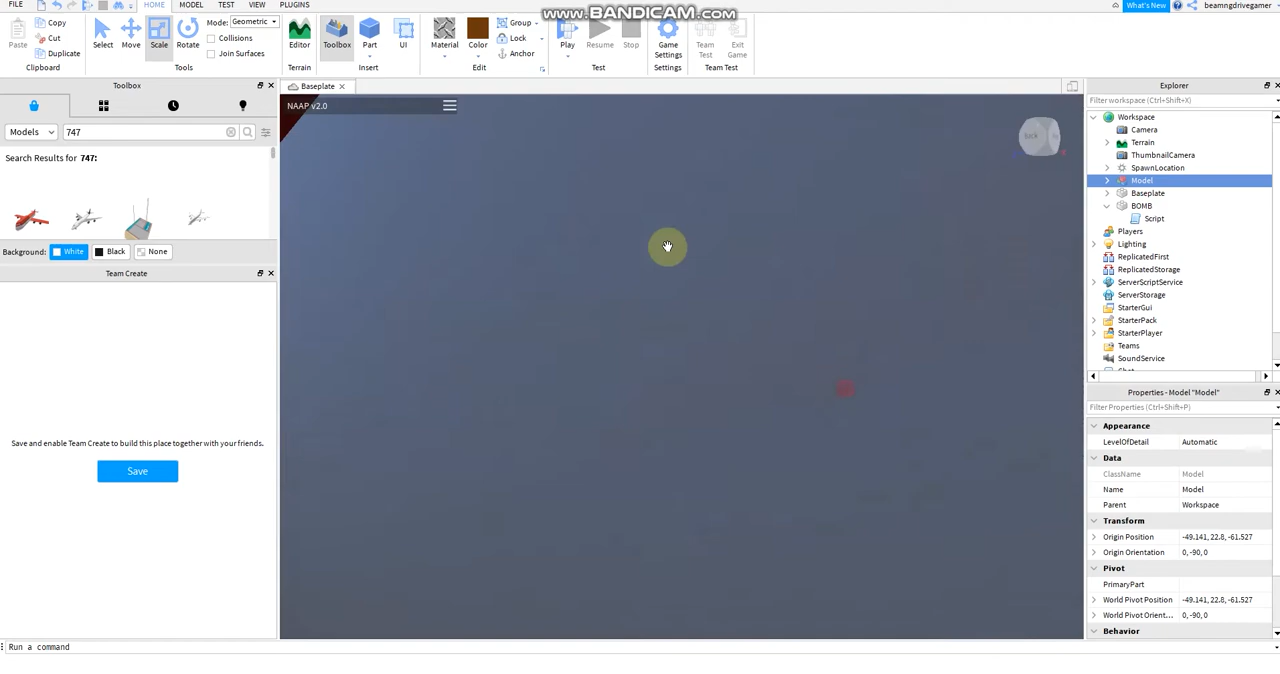 www.BANDICAM.com
FILE HOME MODEL TEST VIEW PLUGINS What's New beamngdrivegamer
Paste Copy Cut Duplicate Clipboard
Select Move Scale Rotate Mode: Geometric Collisions Join Surfaces Tools
Editor Terrain
Toolbox Part UI Insert
Material Color Group Lock Anchor Edit
Play Resume Stop Test
Game Settings Settings
Team Test Exit Game Team Test
Toolbox
Models 747
Search Results for 747:
Background: White Black None
Team Create
Save and enable Team Create to build this place together with your friends.
Save
Baseplate
NAAP v2.0
Back
Explorer
Filter workspace (Ctrl+Shift+X)
Workspace
Camera
Terrain
ThumbnailCamera
SpawnLocation
Model
Baseplate
BOMB
Script
Players
Lighting
ReplicatedFirst
ReplicatedStorage
ServerScriptService
ServerStorage
StarterGui
StarterPack
StarterPlayer
Teams
SoundService
Properties - Model "Model"
Filter Properties (Ctrl+Shift+P)
Appearance
LevelOfDetail Automatic
Data
ClassName Model
Name Model
Parent Workspace
Transform
Origin Position -49.141, 22.8, -61.527
Origin Orientation 0, -90, 0
Pivot
PrimaryPart
World Pivot Position -49.141, 22.8, -61.527
World Pivot Orient... 0, -90, 0
Behavior
Run a command